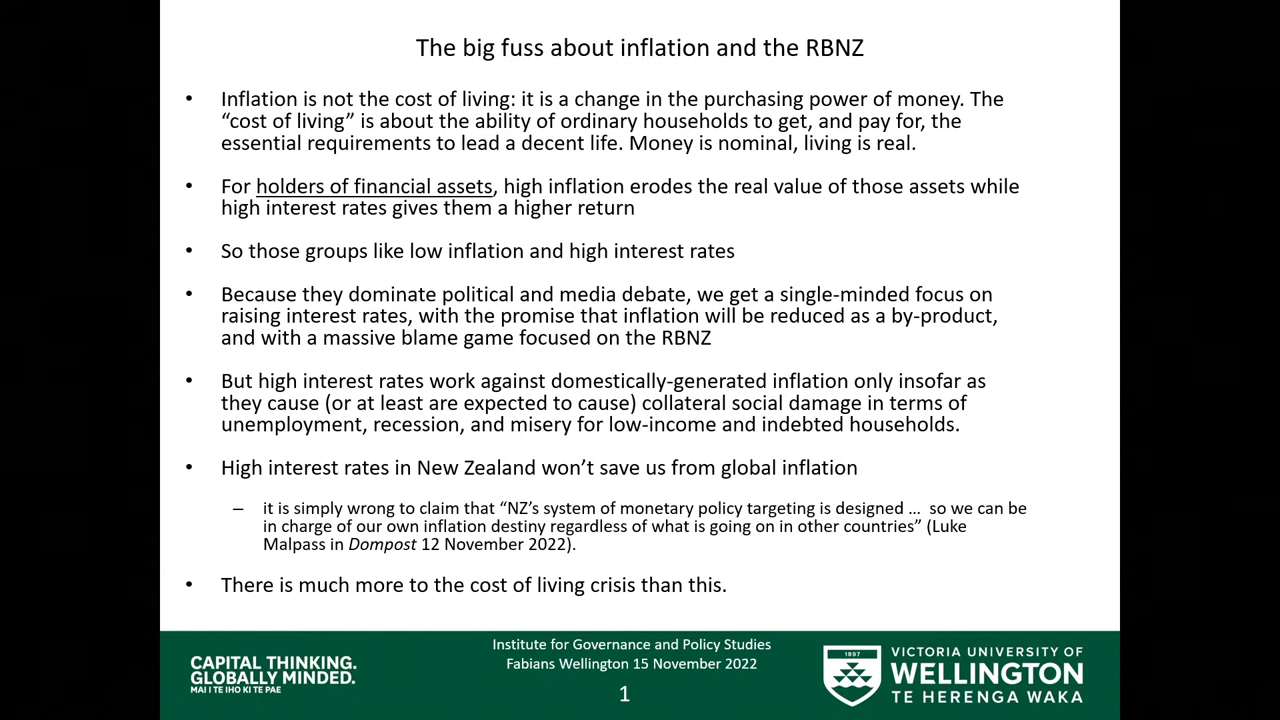 The big fuss about inflation and the RBNZ
• Inflation is not the cost of living: it is a change in the purchasing power of money. The
“cost of living” is about the ability of ordinary households to get, and pay for, the
essential requirements to lead a decent life. Money is nominal, living is real.
• For holders of financial assets, high inflation erodes the real value of those assets while
high interest rates gives them a higher return
• So those groups like low inflation and high interest rates
• Because they dominate political and media debate, we get a single-minded focus on
raising interest rates, with the promise that inflation will be reduced as a by-product,
and with a massive blame game focused on the RBNZ
• But high interest rates work against domestically-generated inflation only insofar as
they cause (or at least are expected to cause) collateral social damage in terms of
unemployment, recession, and misery for low-income and indebted households.
• High interest rates in New Zealand won’t save us from global inflation
– it is simply wrong to claim that “NZ’s system of monetary policy targeting is designed … so we can be
in charge of our own inflation destiny regardless of what is going on in other countries” (Luke
Malpass in Dompost 12 November 2022).
• There is much more to the cost of living crisis than this.
CAPITAL THINKING.
GLOBALLY MINDED.
MAI I TE IHO KI TE PAE
Institute for Governance and Policy Studies
Fabians Wellington 15 November 2022
1
1897
VICTORIA UNIVERSITY OF
WELLINGTON
TE HERENGA WAKA